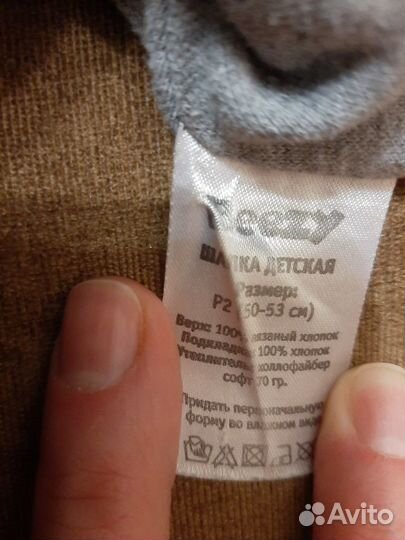 ШАПКА ДЕТСКАЯ
Размер:
Р2 (50-53 см)
Верх: 100% вязаный хлопок
Подкладка: 100% хлопок
Утеплитель: холлофайбер
софт 70 гр.
Придать первоначальную
форму во влажном виде
Avito